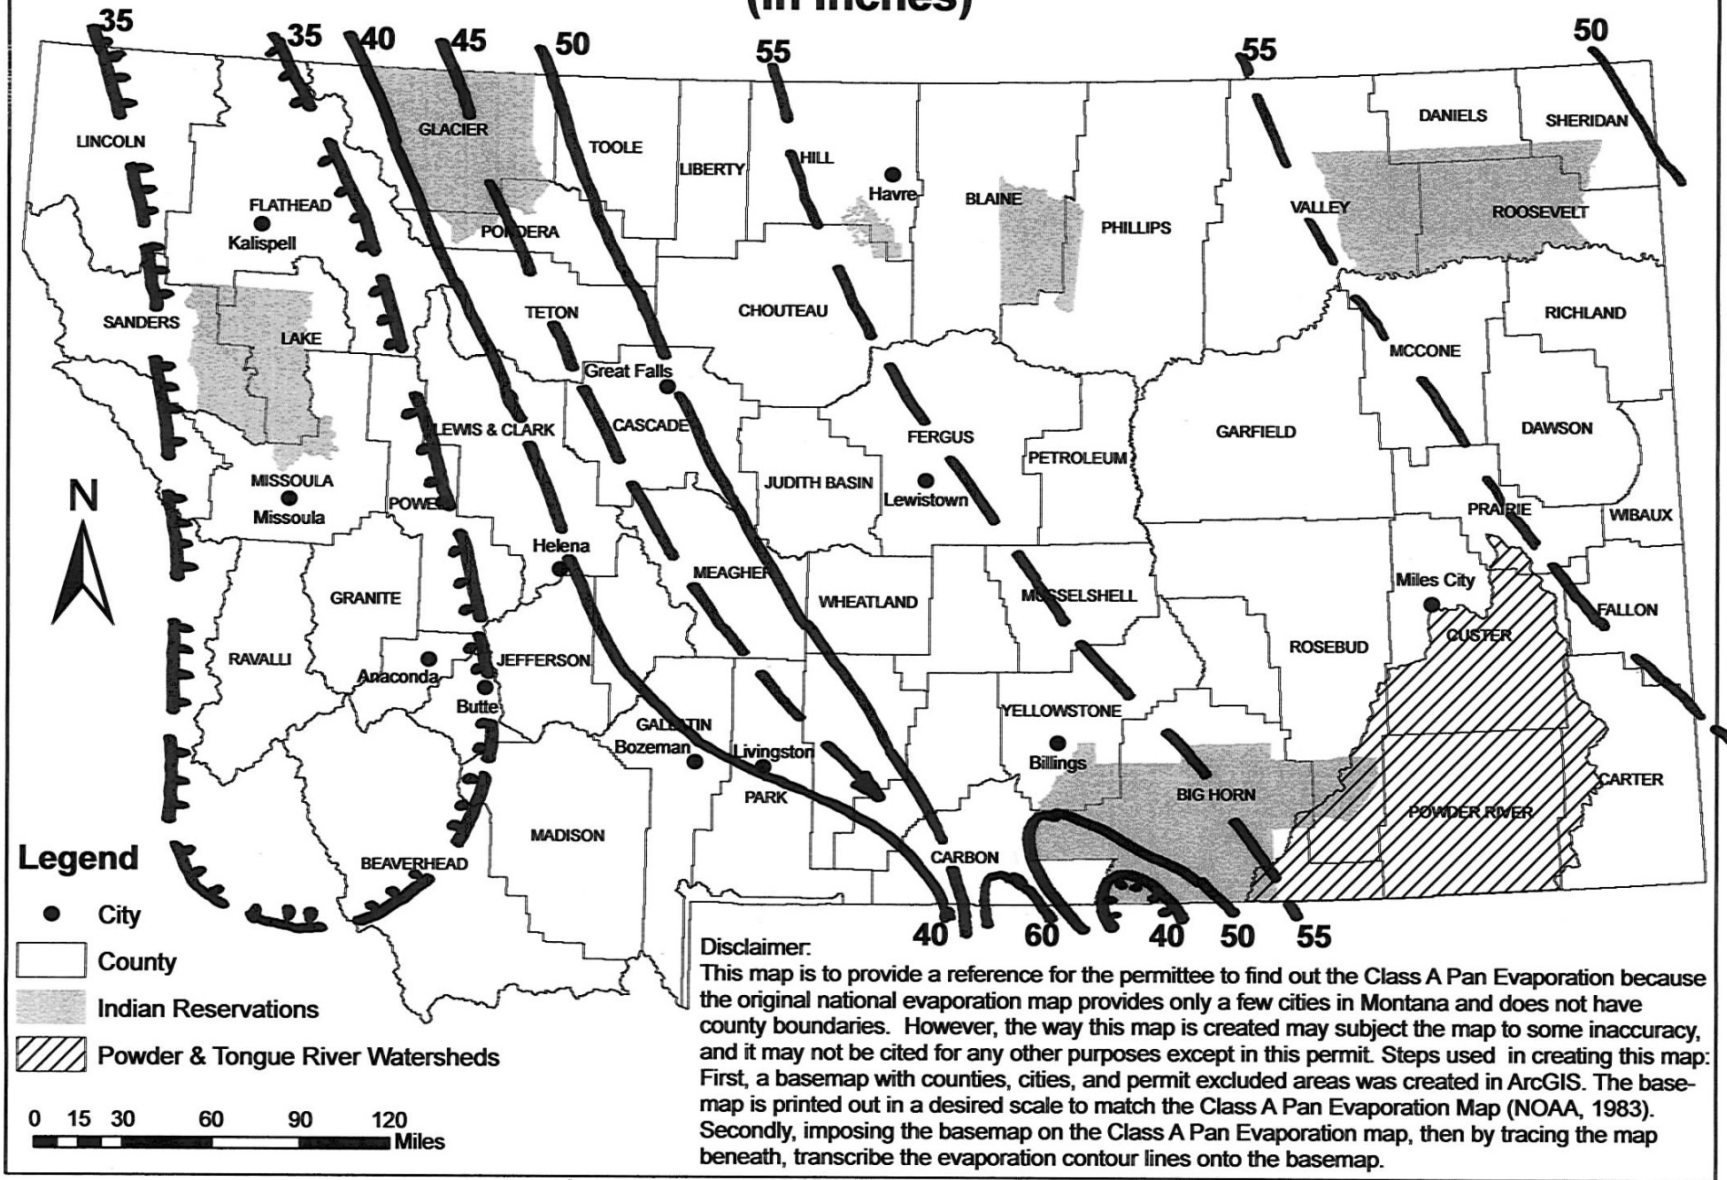 (in inches)
35
35
40
45
50
55
55
50
LINCOLN
GLACIER
TOOLE
LIBERTY
HILL
Havre
BLAINE
PHILLIPS
VALLEY
DANIELS
SHERIDAN
ROOSEVELT
FLATHEAD
Kalispell
PONDERA
SANDERS
LAKE
TETON
CHOUTEAU
RICHLAND
MCCONE
Great Falls
LEWIS & CLARK
CASCADE
FERGUS
Lewistown
JUDITH BASIN
PETROLEUM
GARFIELD
DAWSON
N
MISSOULA
Missoula
POWELL
PRAIRIE
WIBAUX
Helena
MEAGHER
WHEATLAND
MUSSELSHELL
Miles City
CUSTER
FALLON
GRANITE
RAVALLI
Anaconda
JEFFERSON
Butte
ROSEBUD
GALLATIN
Bozeman
Livingston
PARK
YELLOWSTONE
Billings
BIG HORN
POWDER RIVER
CARTER
MADISON
BEAVERHEAD
CARBON
40
60
40
50
55
Legend
City
County
Indian Reservations
Powder & Tongue River Watersheds
0 15 30 60 90 120
Miles
Disclaimer:
This map is to provide a reference for the permittee to find out the Class A Pan Evaporation because
the original national evaporation map provides only a few cities in Montana and does not have
county boundaries. However, the way this map is created may subject the map to some inaccuracy,
and it may not be cited for any other purposes except in this permit. Steps used in creating this map:
First, a basemap with counties, cities, and permit excluded areas was created in ArcGIS. The base-
map is printed out in a desired scale to match the Class A Pan Evaporation Map (NOAA, 1983).
Secondly, imposing the basemap on the Class A Pan Evaporation map, then by tracing the map
beneath, transcribe the evaporation contour lines onto the basemap.